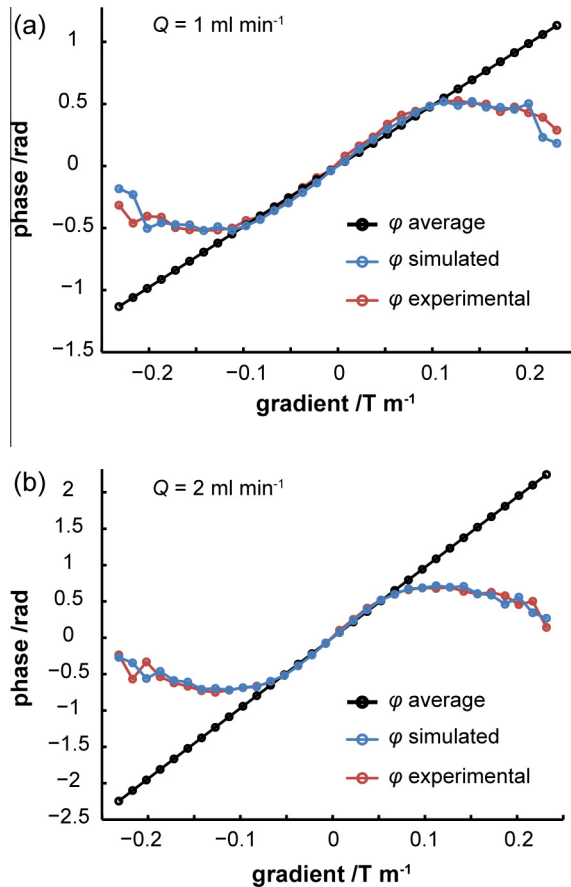 (a)
Q = 1 ml min⁻¹
1
0.5
0
−0.5
−1
−1.5
phase /rad
φ average
φ simulated
φ experimental
−0.2
−0.1
0
0.1
0.2
gradient /T m⁻¹
(b)
Q = 2 ml min⁻¹
2
1.5
1
0.5
0
−0.5
−1
−1.5
−2
−2.5
phase /rad
φ average
φ simulated
φ experimental
−0.2
−0.1
0
0.1
0.2
gradient /T m⁻¹